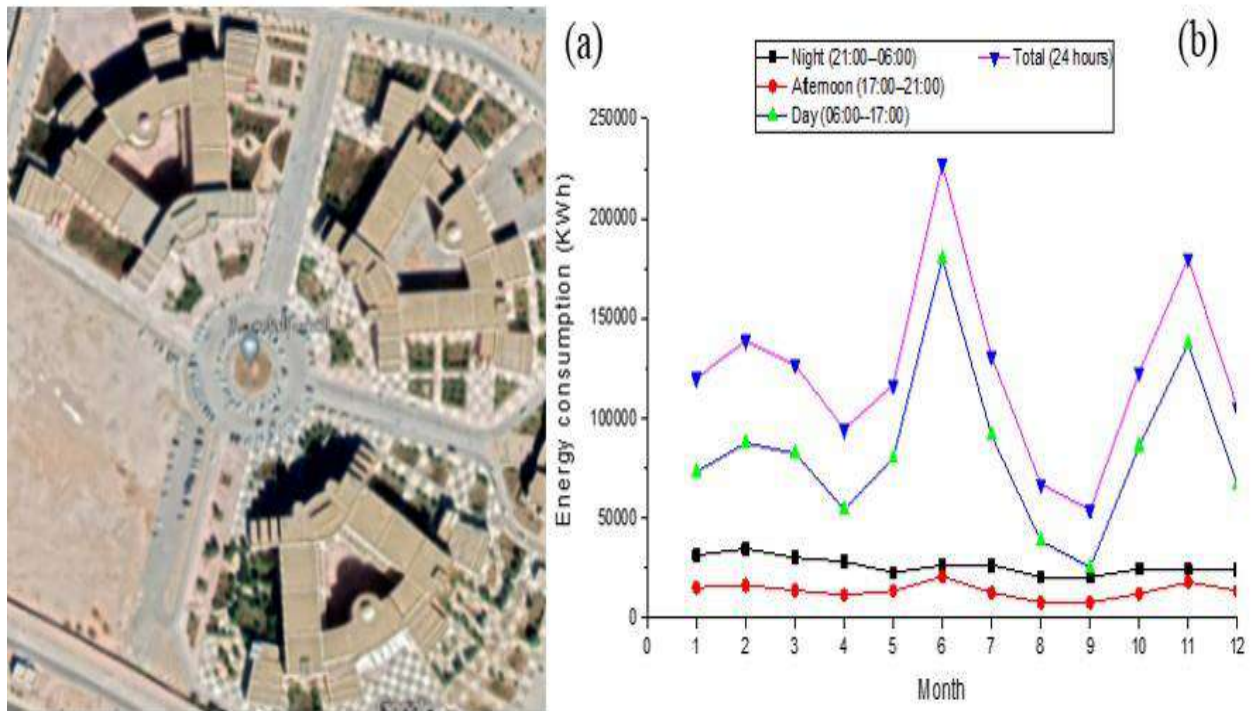 (a)
(b)
Night (21:00–06:00)
Total (24 hours)
Afternoon (17:00–21:00)
Day (06:00--17:00)
Energy consumption (KWh)
250000
200000
150000
100000
50000
0
0 1 2 3 4 5 6 7 8 9 10 11 12
Month